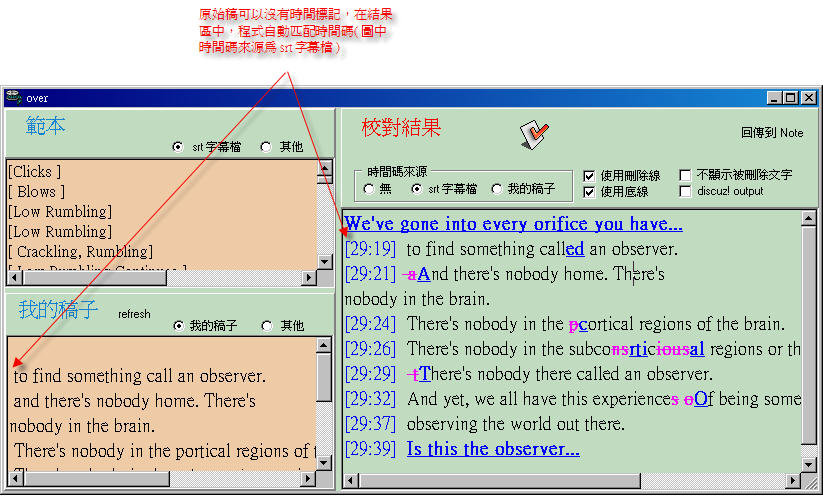 原始稿可以沒有時間標記，在結果
區中，程式自動匹配時間碼(圖中
時間碼來源為 srt 字幕檔 )
over
範本
srt 字幕檔 其他
[Clicks ]
[ Blows ]
[Low Rumbling]
[Low Rumbling]
[ Crackling, Rumbling]
我的稿子 refresh
我的稿子 其他
to find something call an observer.
and there's nobody home. There's
nobody in the brain.
There's nobody in the portical regions of
校對結果
回傳到 Note
時間碼來源
無 srt 字幕檔 我的稿子
使用刪除線 不顯示被刪除文字
使用底線 discuz! output
We've gone into every orifice you have...
[29:19] to find something called an observer.
[29:21] aAnd there's nobody home. There's
nobody in the brain.
[29:24] There's nobody in the pcortical regions of the brain.
[29:26] There's nobody in the subconsrticiousal regions or th
[29:29] tThere's nobody there called an observer.
[29:32] And yet, we all have this experiences oOf being some
[29:37] observing the world out there.
[29:39] Is this the observer...